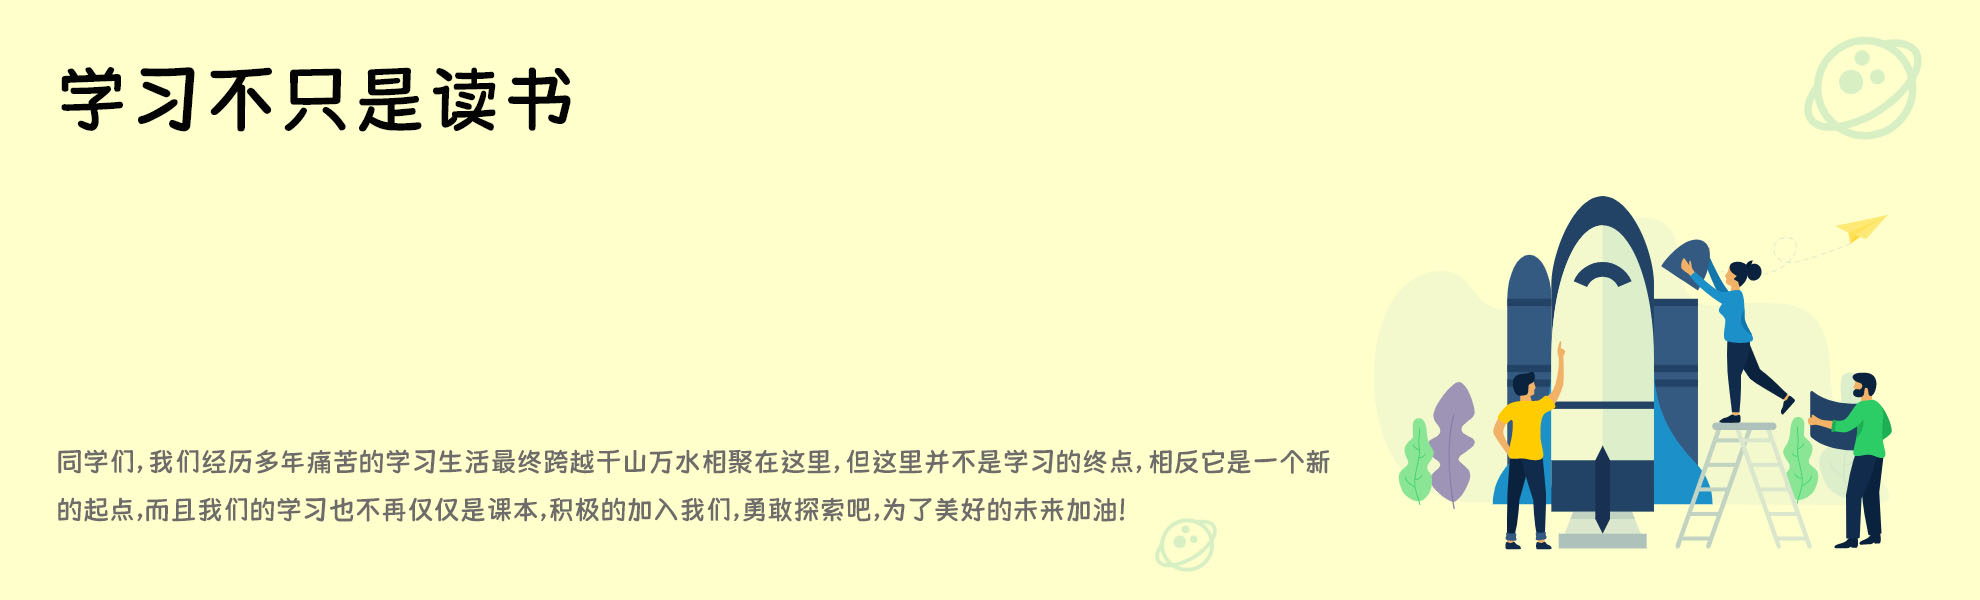 学习不只是读书
同学们,我们经历多年痛苦的学习生活最终跨越千山万水相聚在这里,但这里并不是学习的终点,相反它是一个新
的起点,而且我们的学习也不再仅仅是课本,积极的加入我们,勇敢探索吧,为了美好的未来加油!